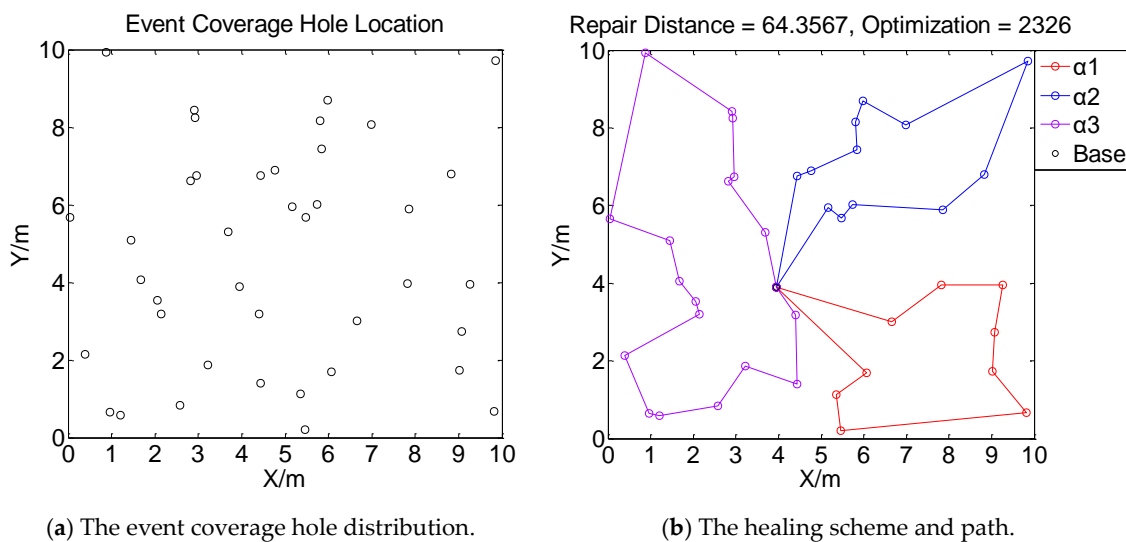 Event Coverage Hole Location
10
8
6
4
2
0
Y/m
0 1 2 3 4 5 6 7 8 9 10
X/m
(a) The event coverage hole distribution.
Repair Distance = 64.3567, Optimization = 2326
10
8
6
4
2
0
Y/m
0 1 2 3 4 5 6 7 8 9 10
X/m
α1
α2
α3
Base
(b) The healing scheme and path.